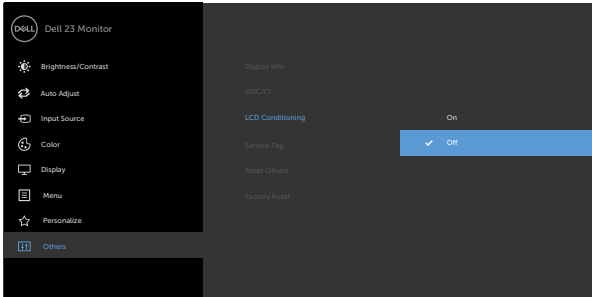 DELL Dell 23 Monitor
Brightness/Contrast
Auto Adjust
Input Source
Color
Display
Menu
Personalize
Others
Display Info
DDC/CI
LCD Conditioning
Service Tag
Reset Others
Factory Reset
On
Off